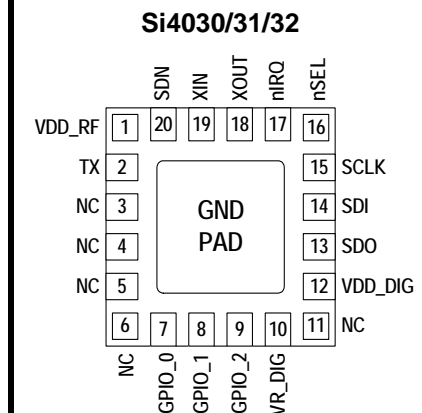 Si4030/31/32
SDN
XIN
XOUT
nIRQ
nSEL
VDD_RF 1 20 19 18 17 16
TX 2 15 SCLK
NC 3 GND 14 SDI
NC 4 PAD 13 SDO
NC 5 12 VDD_DIG
6 7 8 9 10 11 NC
NC
GPIO_0
GPIO_1
GPIO_2
VR_DIG